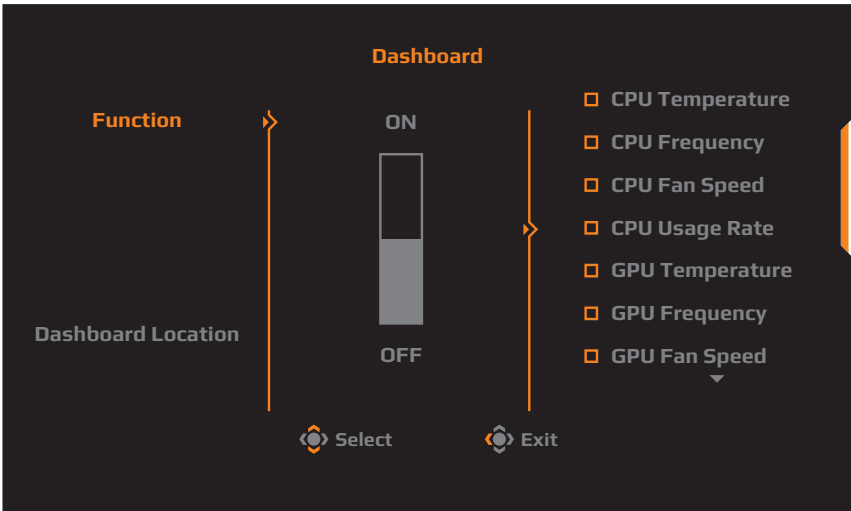 Dashboard
Function
ON
OFF
Dashboard Location
CPU Temperature
CPU Frequency
CPU Fan Speed
CPU Usage Rate
GPU Temperature
GPU Frequency
GPU Fan Speed
Select
Exit